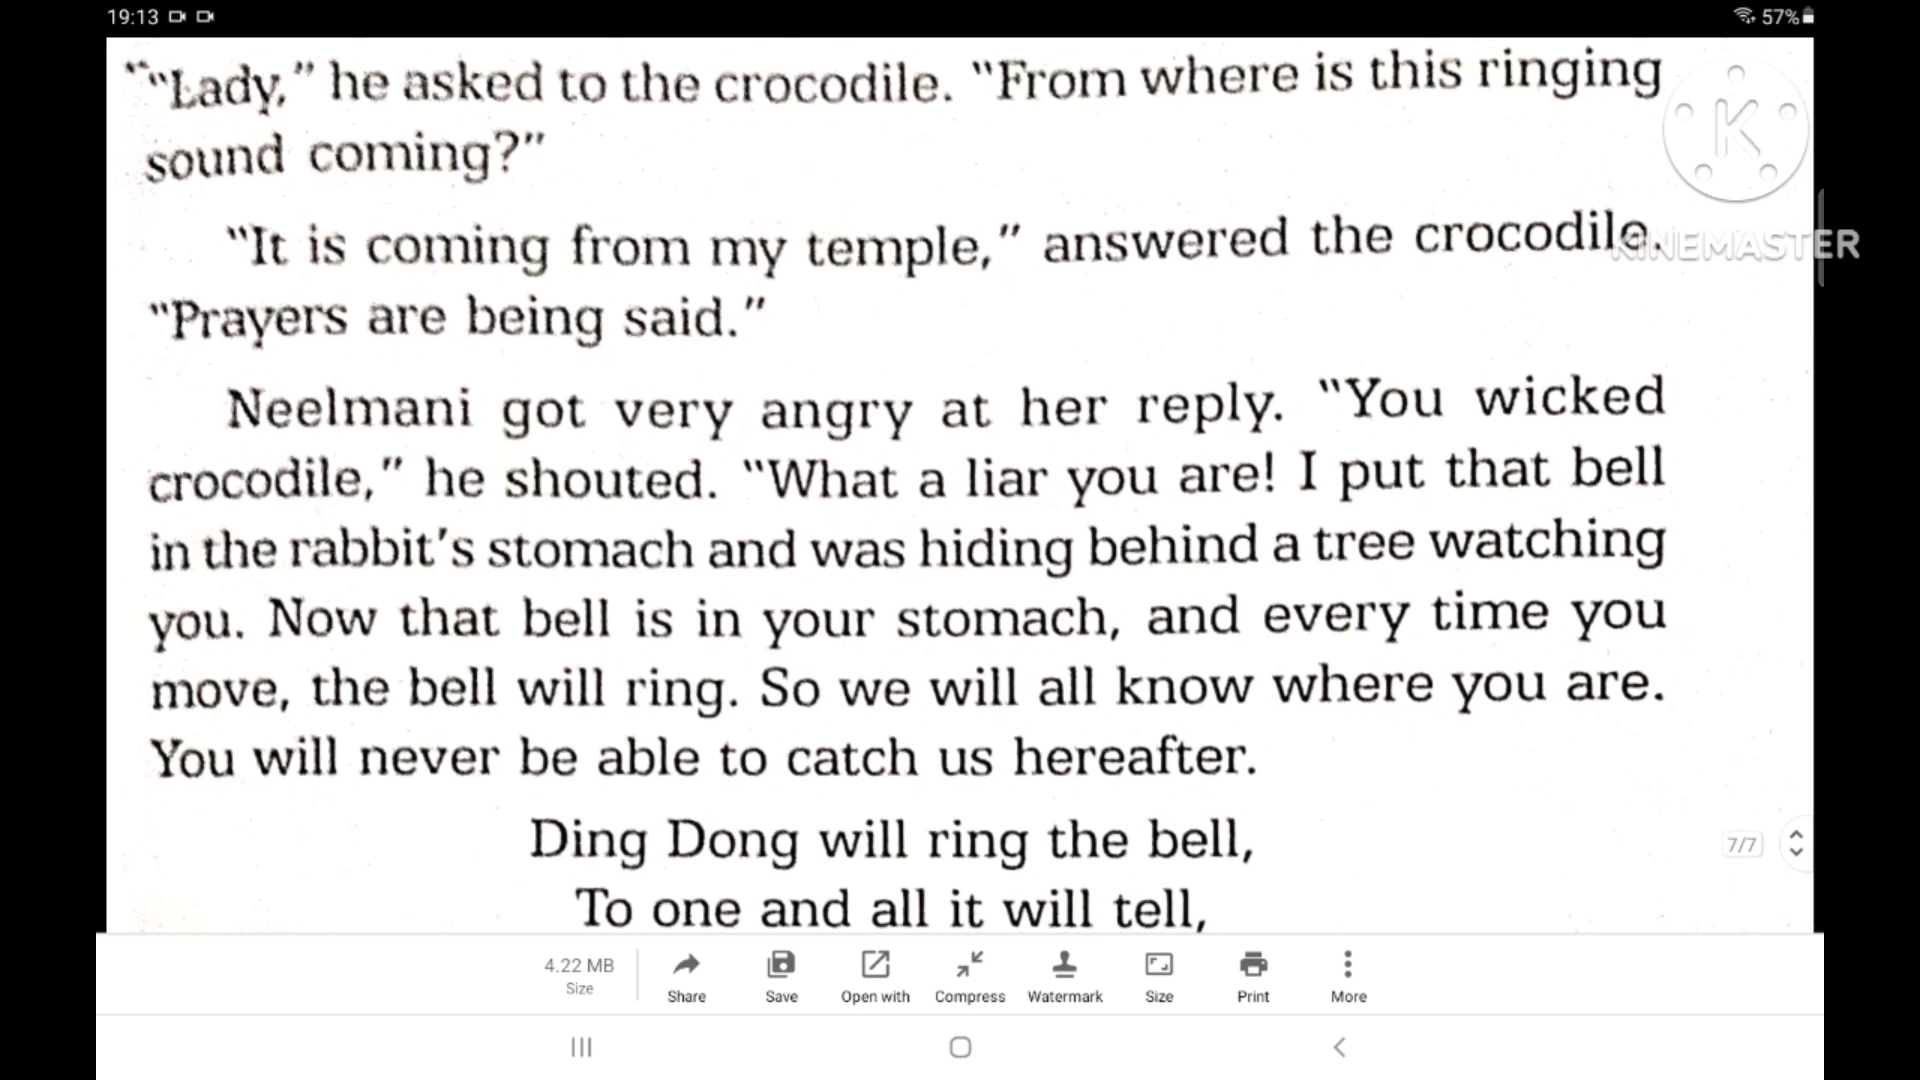 19:13
57%
"“Lady,” he asked to the crocodile. “From where is this ringing
sound coming?”
“It is coming from my temple,” answered the crocodile.
“Prayers are being said.”
Neelmani got very angry at her reply. “You wicked
crocodile,” he shouted. “What a liar you are! I put that bell
in the rabbit’s stomach and was hiding behind a tree watching
you. Now that bell is in your stomach, and every time you
move, the bell will ring. So we will all know where you are.
You will never be able to catch us hereafter.
Ding Dong will ring the bell,
To one and all it will tell,
K
KINEMASTER
7/7
4.22 MB
Size
Share
Save
Open with
Compress
Watermark
Size
Print
More